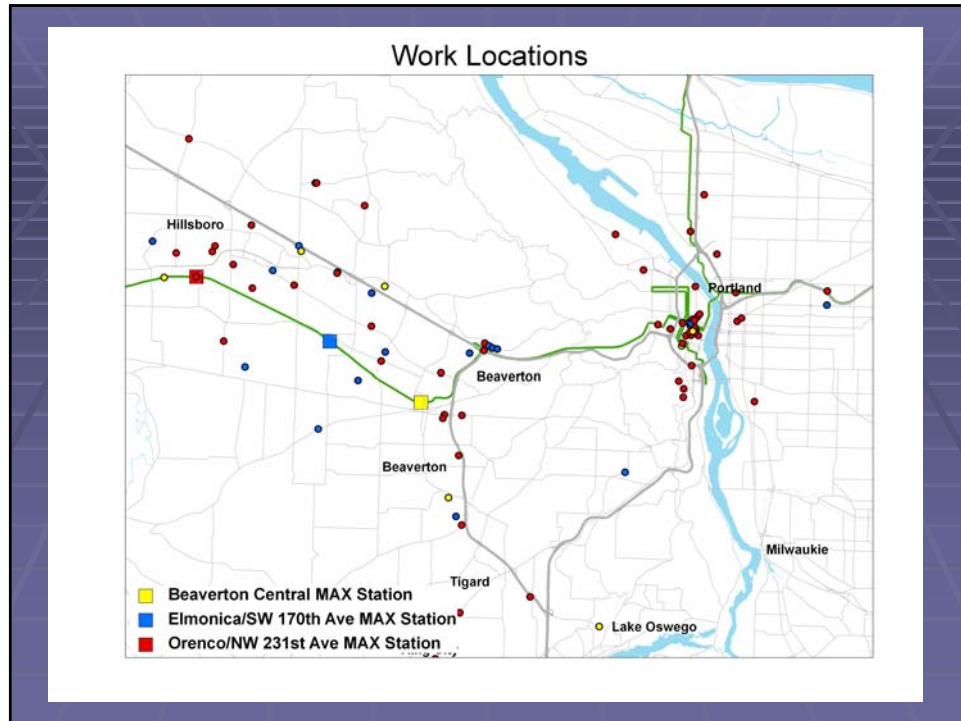 Work Locations
Hillsboro
Portland
Beaverton
Beaverton
Milwaukie
Tigard
Beaverton Central MAX Station
Elmonica/SW 170th Ave MAX Station
Lake Oswego
Orenco/NW 231st Ave MAX Station